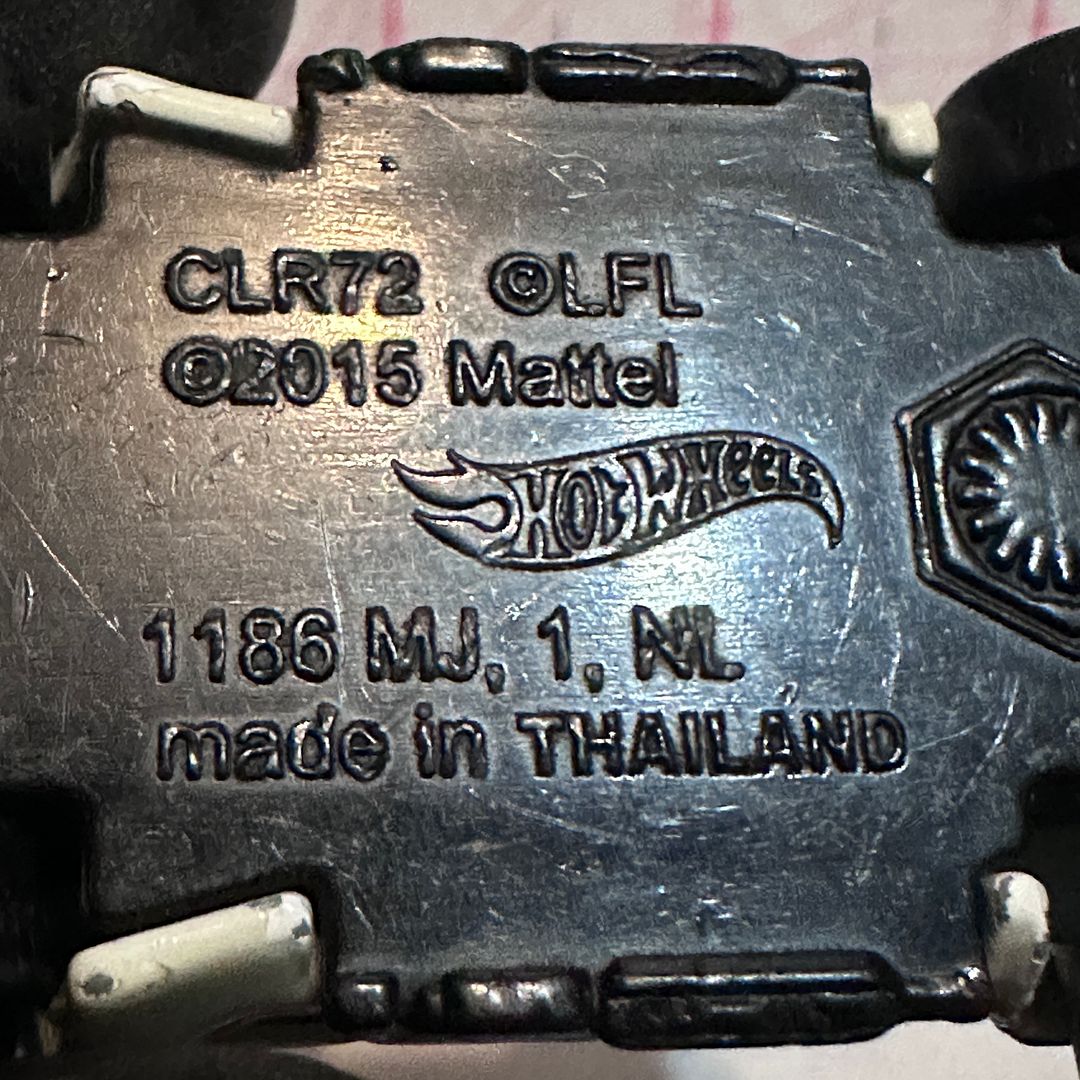 CLR72 ©LFL
©2015 Mattel
HOT WHEELS
1186 MJ, 1, NL
made in THAILAND